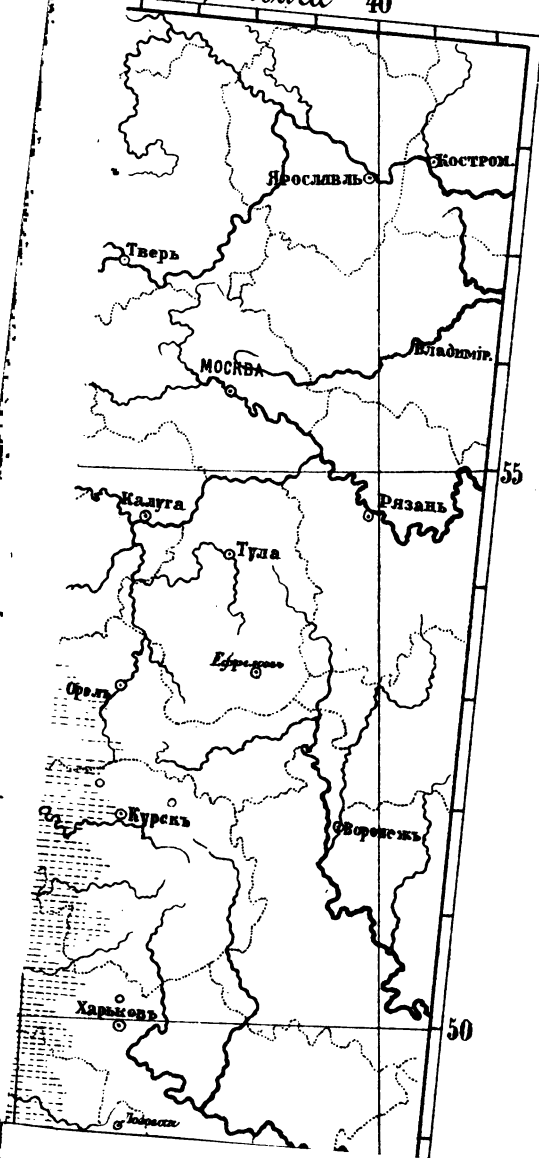 40
Костром.
Ярославль
Тверь
Владимір.
МОСКВА
55
Калуга
Рязань
Тула
Орелъ
Курскъ
Воронежъ
Харьковъ
50